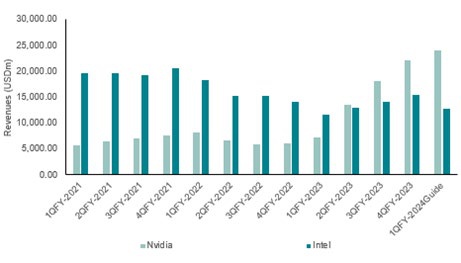 30,000.00
25,000.00
20,000.00
15,000.00
10,000.00
5,000.00
0.00
Revenues (USDm)
1QFY-2021
2QFY-2021
3QFY-2021
4QFY-2021
1QFY-2022
2QFY-2022
3QFY-2022
4QFY-2022
1QFY-2023
2QFY-2023
3QFY-2023
4QFY-2023
1QFY-2024Guide
Nvidia
Intel